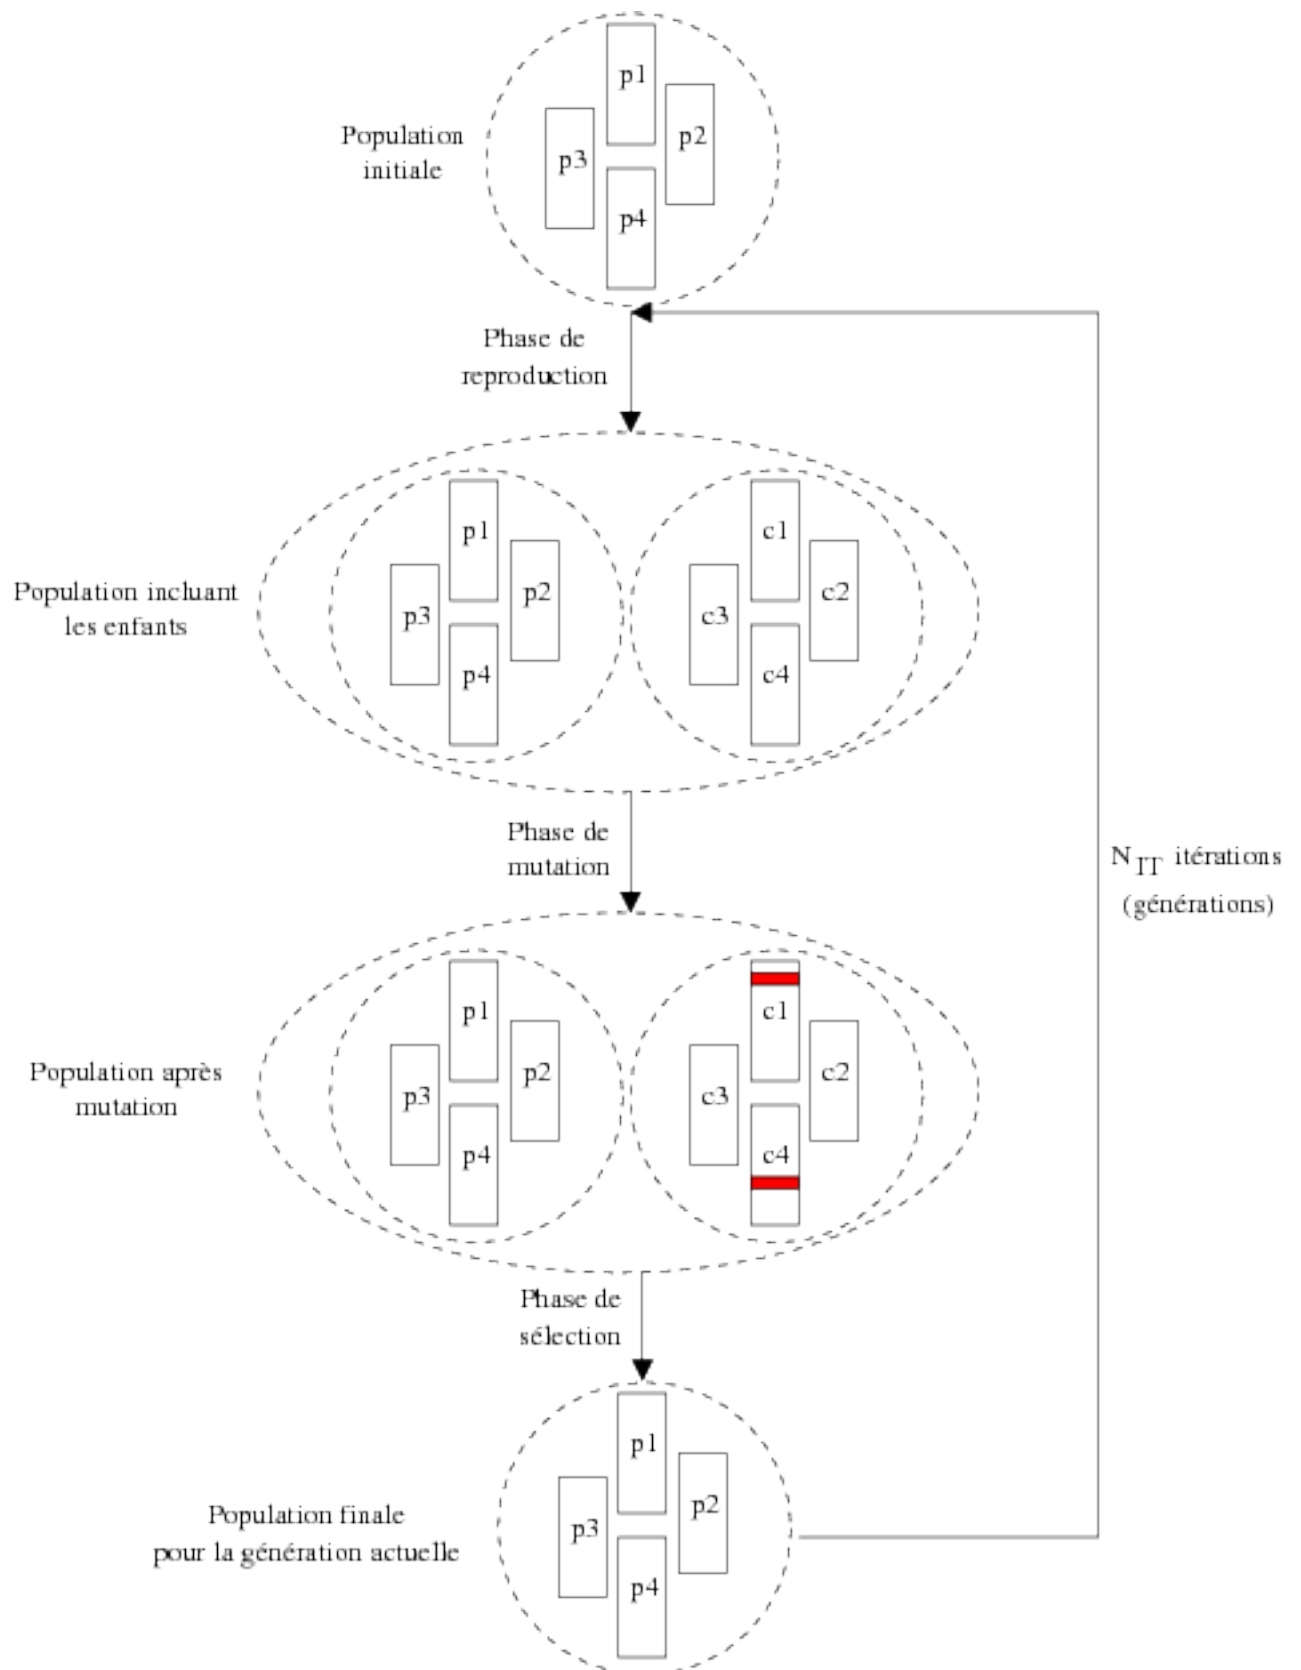 p1
p2
Population
initiale
p3
p4
Phase de
reproduction
p1
c1
p2
c2
Population incluant
les enfants
p3
c3
p4
c4
Phase de
mutation
N_IT itérations
(générations)
p1
c1
p2
c2
Population après
mutation
p3
c3
p4
c4
Phase de
sélection
p1
p2
Population finale
pour la génération actuelle
p3
p4